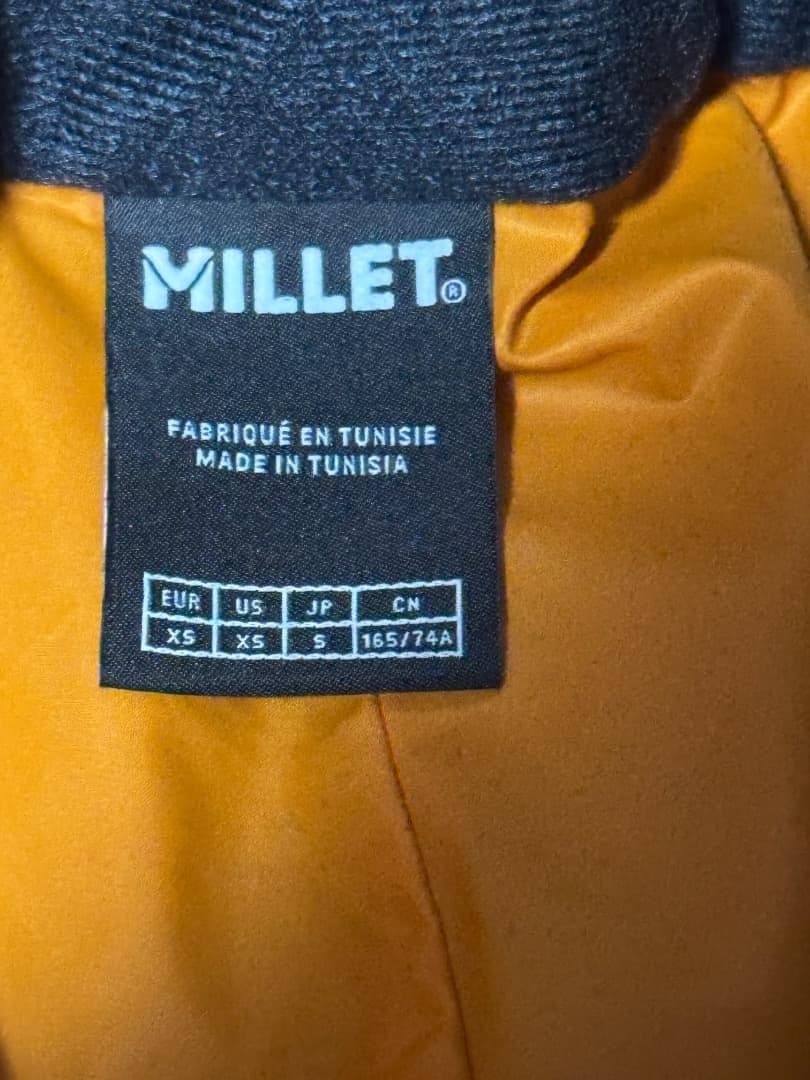 MILLET®
FABRIQUÉ EN TUNISIE
MADE IN TUNISIA
EUR US JP CN
XS XS S 165/74A